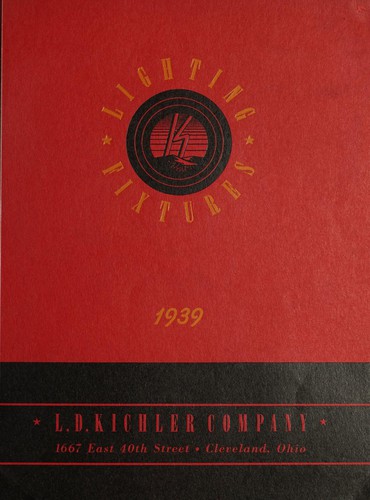 LIGHTING
FIXTURES
K
1939
* L.D. KICHLER COMPANY *
1667 East 40th Street • Cleveland, Ohio